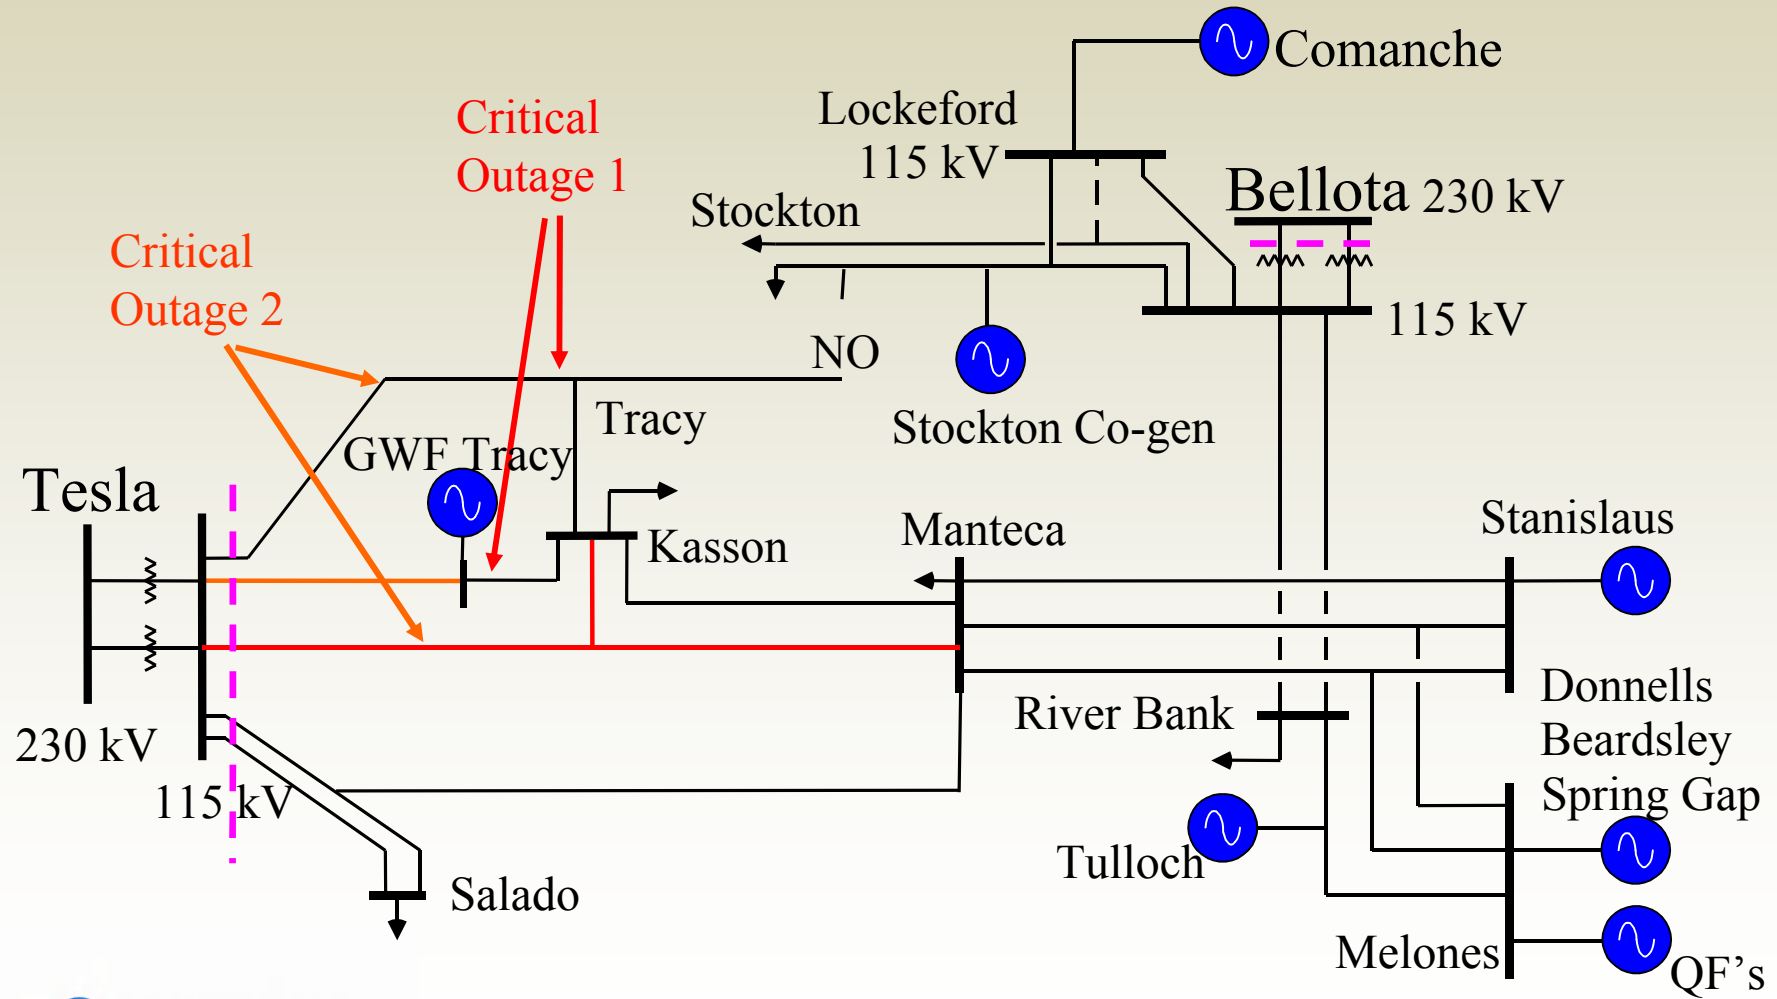 Comanche
Lockeford
115 kV
Critical
Outage 1
Bellota 230 kV
Stockton
Critical
Outage 2
115 kV
NO
Tracy
Stockton Co-gen
GWF Tracy
Tesla
Manteca
Stanislaus
Kasson
River Bank
Donnells
Beardsley
Spring Gap
230 kV
115 kV
Tulloch
Salado
Melones
QF’s